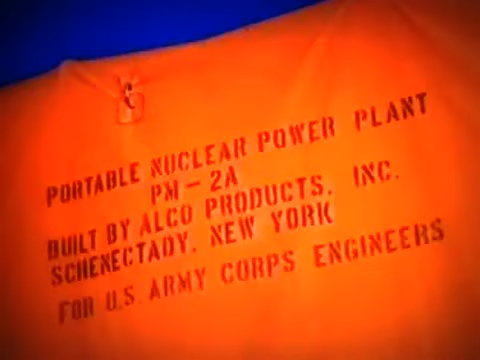 PORTABLE NUCLEAR POWER PLANT
PM-2A
BUILT BY ALCO PRODUCTS, INC.
SCHENECTADY, NEW YORK
FOR U.S. ARMY CORPS ENGINEERS